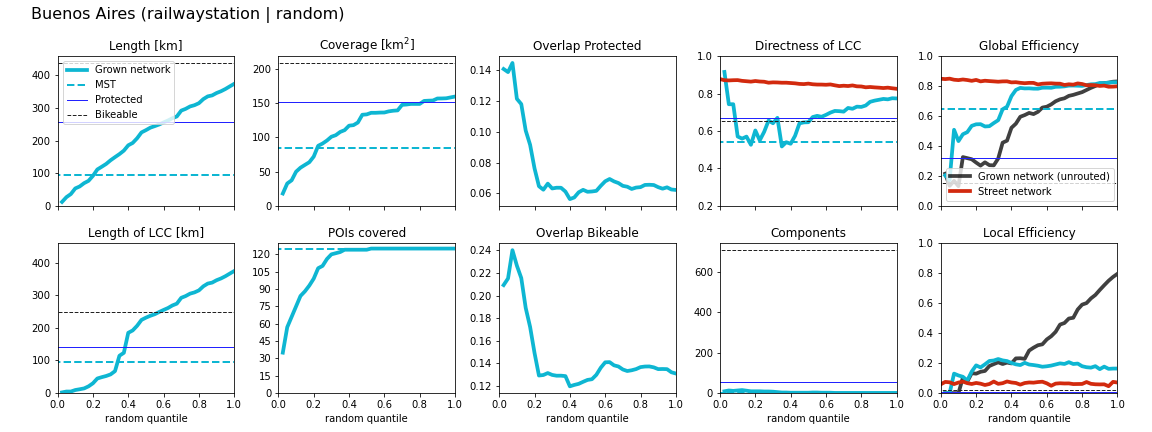 Buenos Aires (railwaystation | random)
Length [km]
400
300
200
100
0
Grown network
MST
Protected
Bikeable
Coverage [km²]
200
150
100
50
0
Overlap Protected
0.14
0.12
0.10
0.08
0.06
Directness of LCC
1.0
0.8
0.6
0.4
0.2
Global Efficiency
1.0
0.8
0.6
0.4
0.2
0.0
Grown network (unrouted)
Street network
Length of LCC [km]
400
300
200
100
0
0.0 0.2 0.4 0.6 0.8 1.0
random quantile
POIs covered
120
105
90
75
60
45
30
15
0.0 0.2 0.4 0.6 0.8 1.0
random quantile
Overlap Bikeable
0.24
0.22
0.20
0.18
0.16
0.14
0.12
0.0 0.2 0.4 0.6 0.8 1.0
random quantile
Components
600
400
200
0
0.0 0.2 0.4 0.6 0.8 1.0
random quantile
Local Efficiency
1.0
0.8
0.6
0.4
0.2
0.0
0.0 0.2 0.4 0.6 0.8 1.0
random quantile